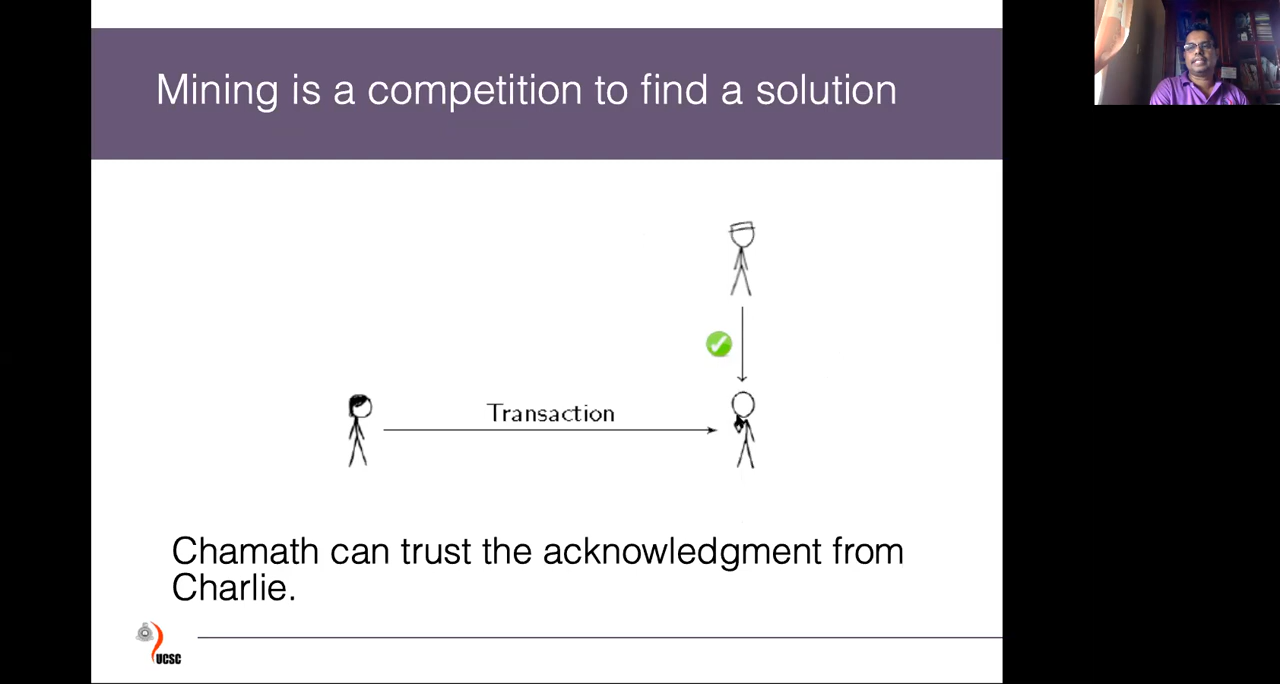 Mining is a competition to find a solution
Transaction
Chamath can trust the acknowledgment from
Charlie.
UCSC